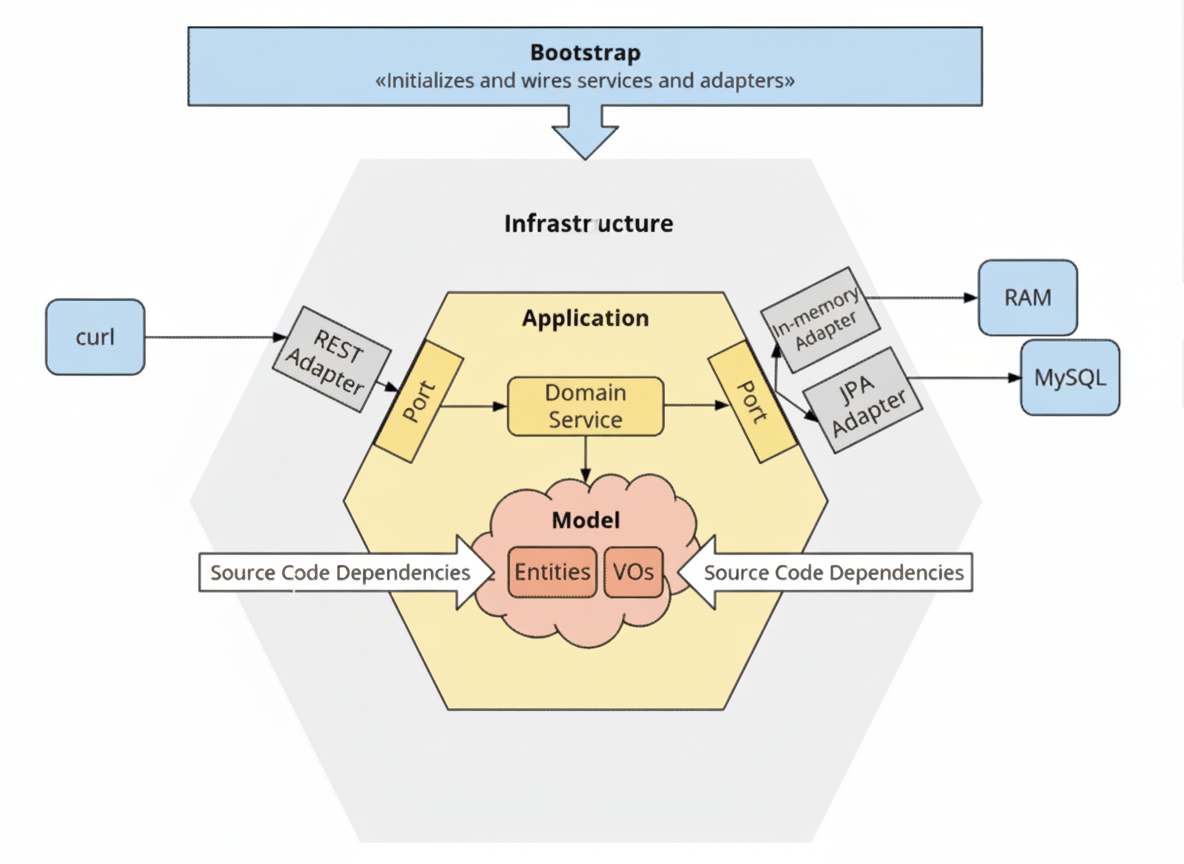 Bootstrap
«Initializes and wires services and adapters»
Infrastructure
Application
curl
REST
Adapter
Port
Domain
Service
Port
In-memory
Adapter
JPA
Adapter
RAM
MySQL
Model
Entities
VOs
Source Code Dependencies
Source Code Dependencies